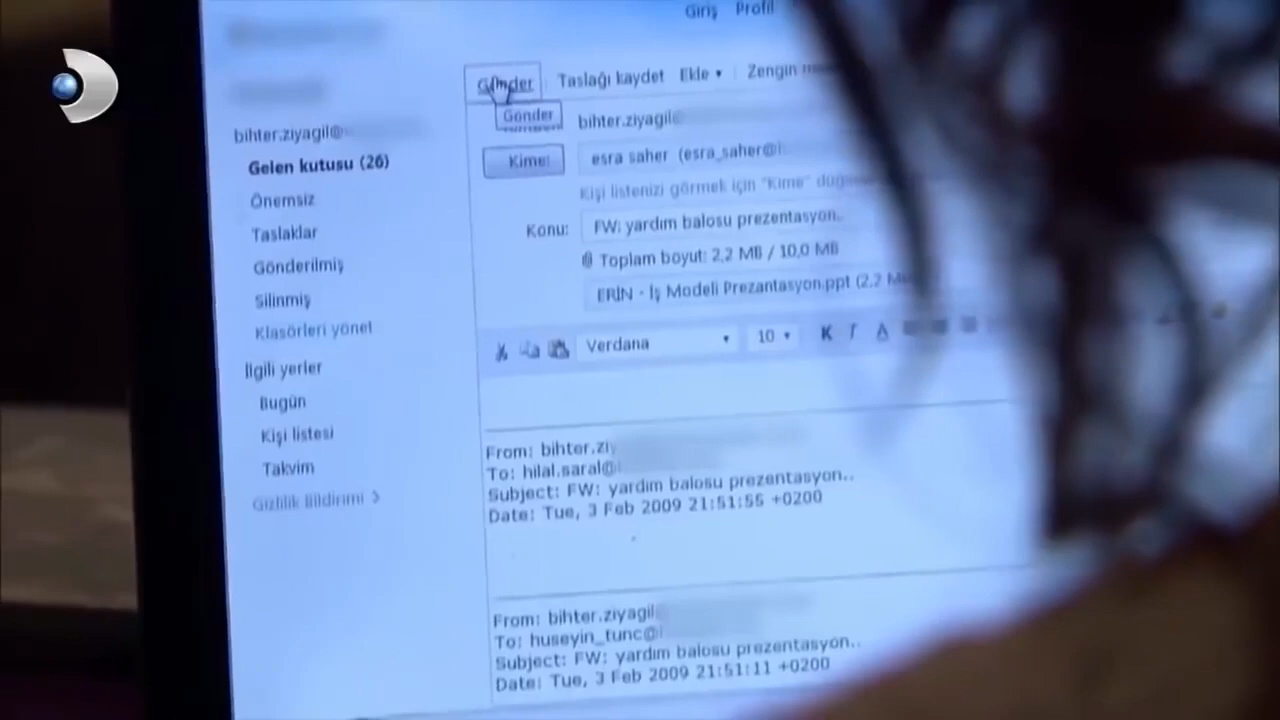 Giriş Profil
Gönder Taslağı kaydet Ekle Zengin
Gönder
bihter.ziyagil@
bihter.ziyagil
Gelen kutusu (26)
Kime:
esra saher (esra_saher@
Kişi listenizi görmek için "Kime"
Önemsiz
Taslaklar
Konu: FW: yardım balosu prezentasyon..
Gönderilmiş
Toplam boyut: 2,2 MB / 10,0 MB
Silinmiş
ERİN - İş Modeli Prezantasyon.ppt (2,2
Klasörleri yönet
Verdana 10 K T A
İlgili yerler
Bugün
Kişi listesi
Takvim
Gizlilik Bildirimi
From: bihter.ziy
To: hilal.saral@
Subject: FW: yardım balosu prezentasyon..
Date: Tue, 3 Feb 2009 21:51:55 +0200
From: bihter.ziyagil
To: huseyin_tunc@
Subject: FW: yardım balosu prezentasyon..
Date: Tue, 3 Feb 2009 21:51:11 +0200